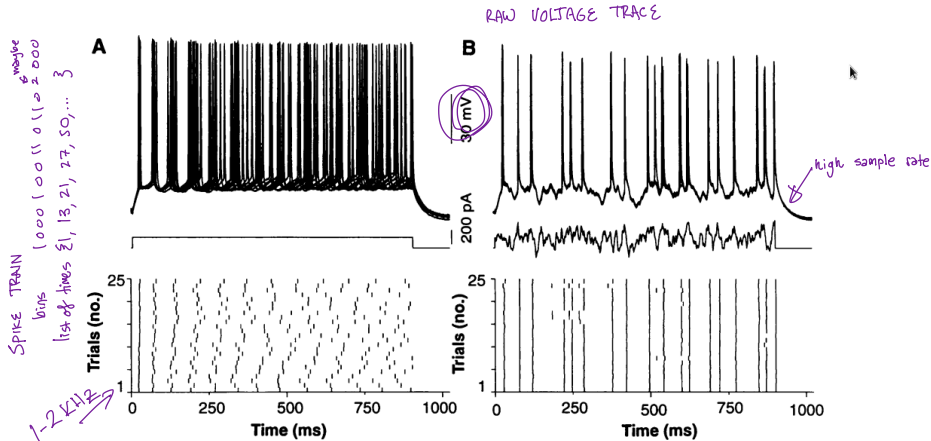 RAW VOLTAGE TRACE
A
B
30 mV
200 pA
high sample rate
SPIKE TRAIN
bins 1000100110110 2 000
maybe
list of times {1, 13, 21, 27, 50, ... }
25
Trials (no.)
1
0 250 500 750 1000
Time (ms)
25
Trials (no.)
1
0 250 500 750 1000
Time (ms)
1-2 KHz